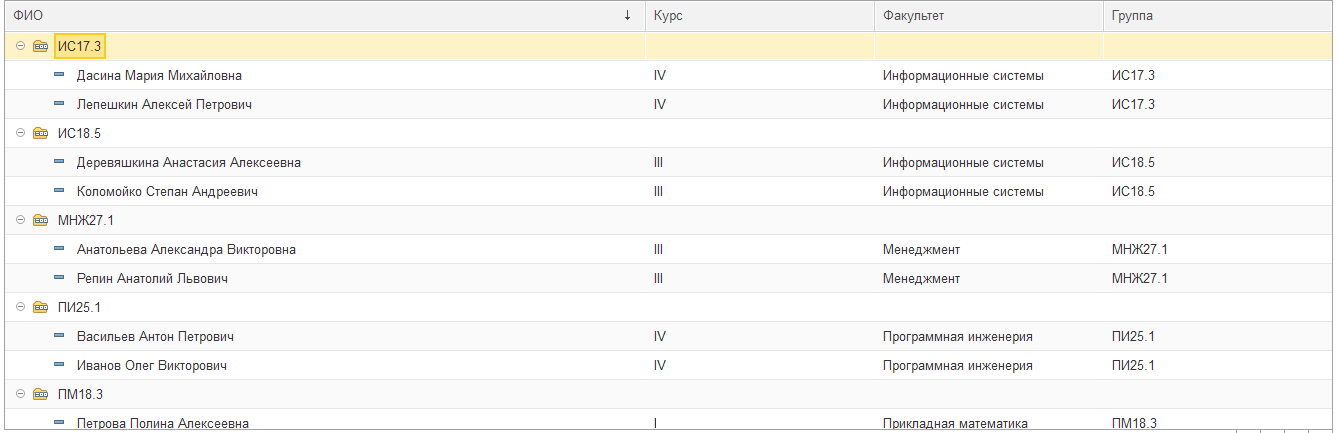 ФИО ↓ Курс Факультет Группа
ИС17.3
Дасина Мария Михайловна IV Информационные системы ИС17.3
Лепешкин Алексей Петрович IV Информационные системы ИС17.3
ИС18.5
Деревяшкина Анастасия Алексеевна III Информационные системы ИС18.5
Коломойко Степан Андреевич III Информационные системы ИС18.5
МНЖ27.1
Анатольева Александра Викторовна III Менеджмент МНЖ27.1
Репин Анатолий Львович III Менеджмент МНЖ27.1
ПИ25.1
Васильев Антон Петрович IV Программная инженерия ПИ25.1
Иванов Олег Викторович IV Программная инженерия ПИ25.1
ПМ18.3
Петрова Полина Алексеевна I Прикладная математика ПМ18.3